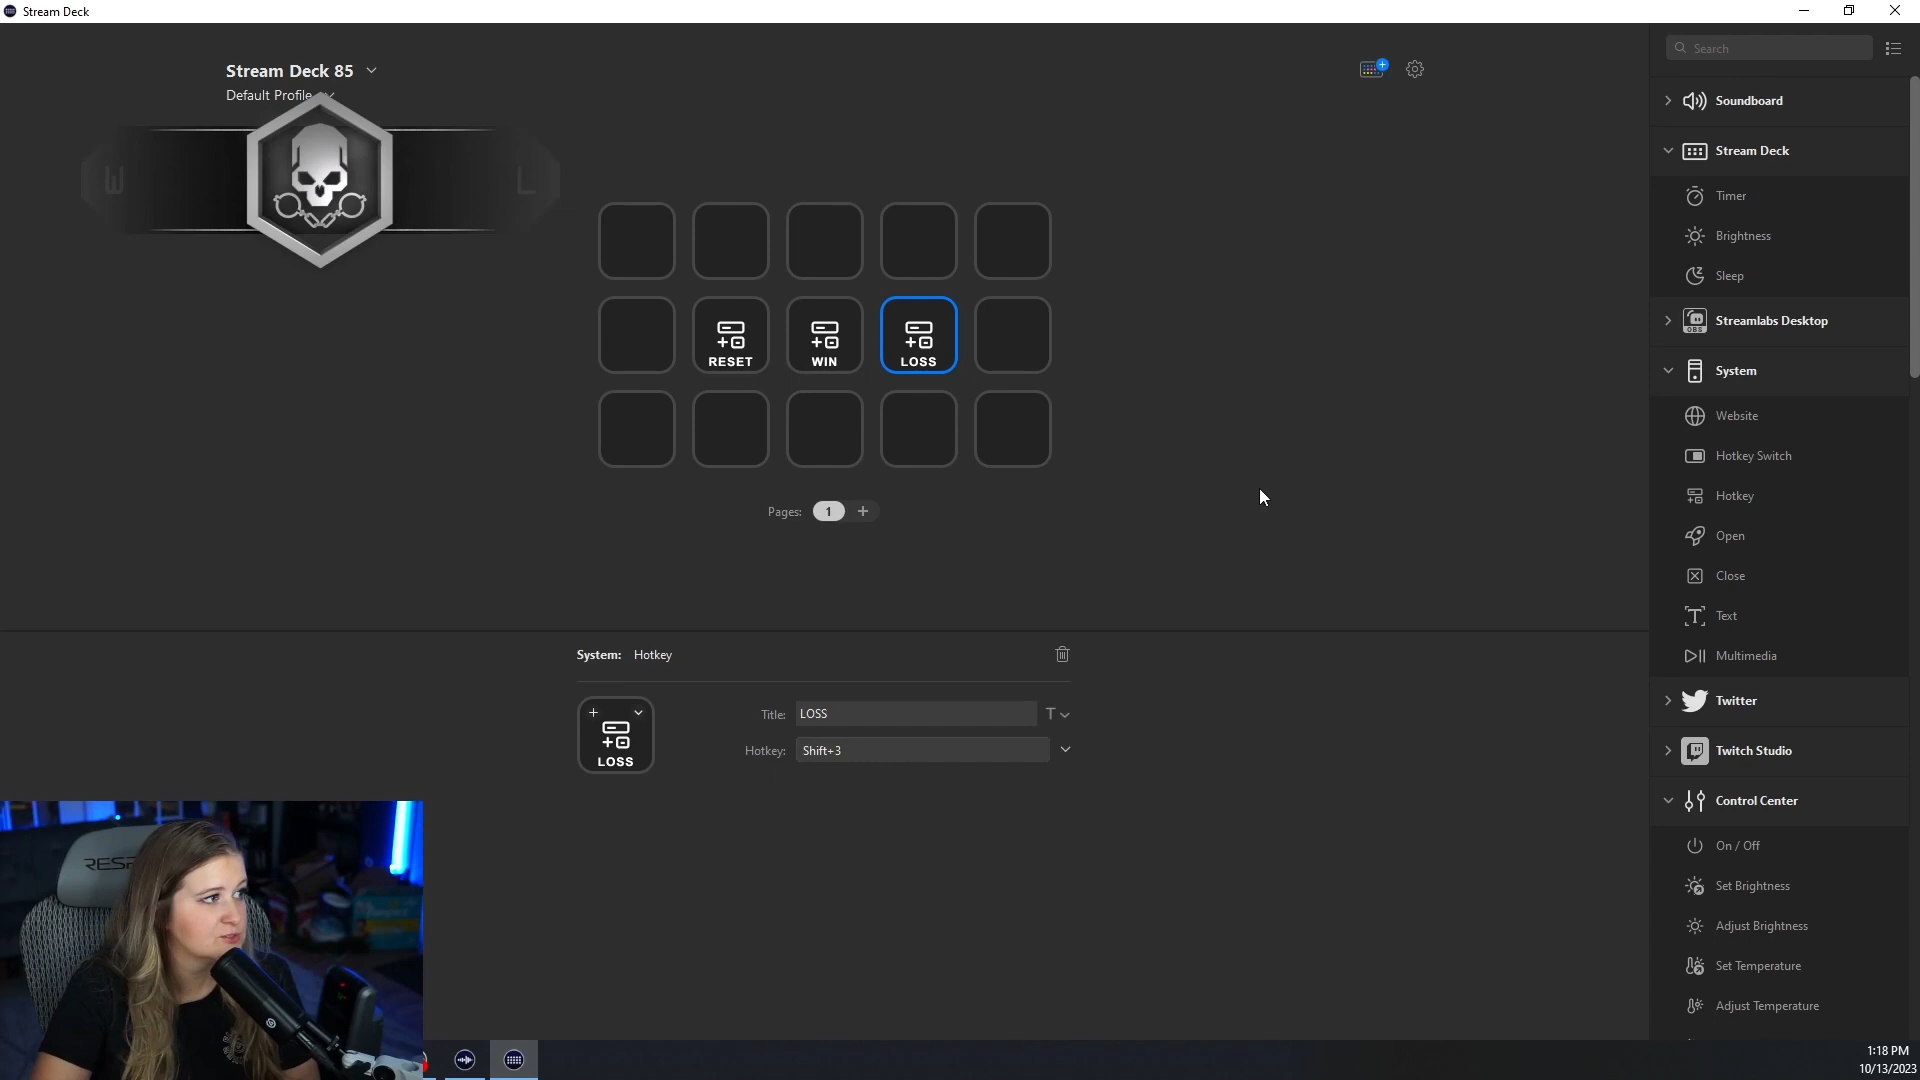 Stream Deck
Stream Deck 85
Default Profile
W
L
RESET
WIN
LOSS
Pages:
1
+
System: Hotkey
LOSS
Title: LOSS
T
Hotkey: Shift+3
Search
Soundboard
Stream Deck
Timer
Brightness
Sleep
OBS
Streamlabs Desktop
System
Website
Hotkey Switch
Hotkey
Open
Close
Text
Multimedia
Twitter
Twitch Studio
Control Center
On / Off
Set Brightness
Adjust Brightness
Set Temperature
Adjust Temperature
1:18 PM
10/13/2023